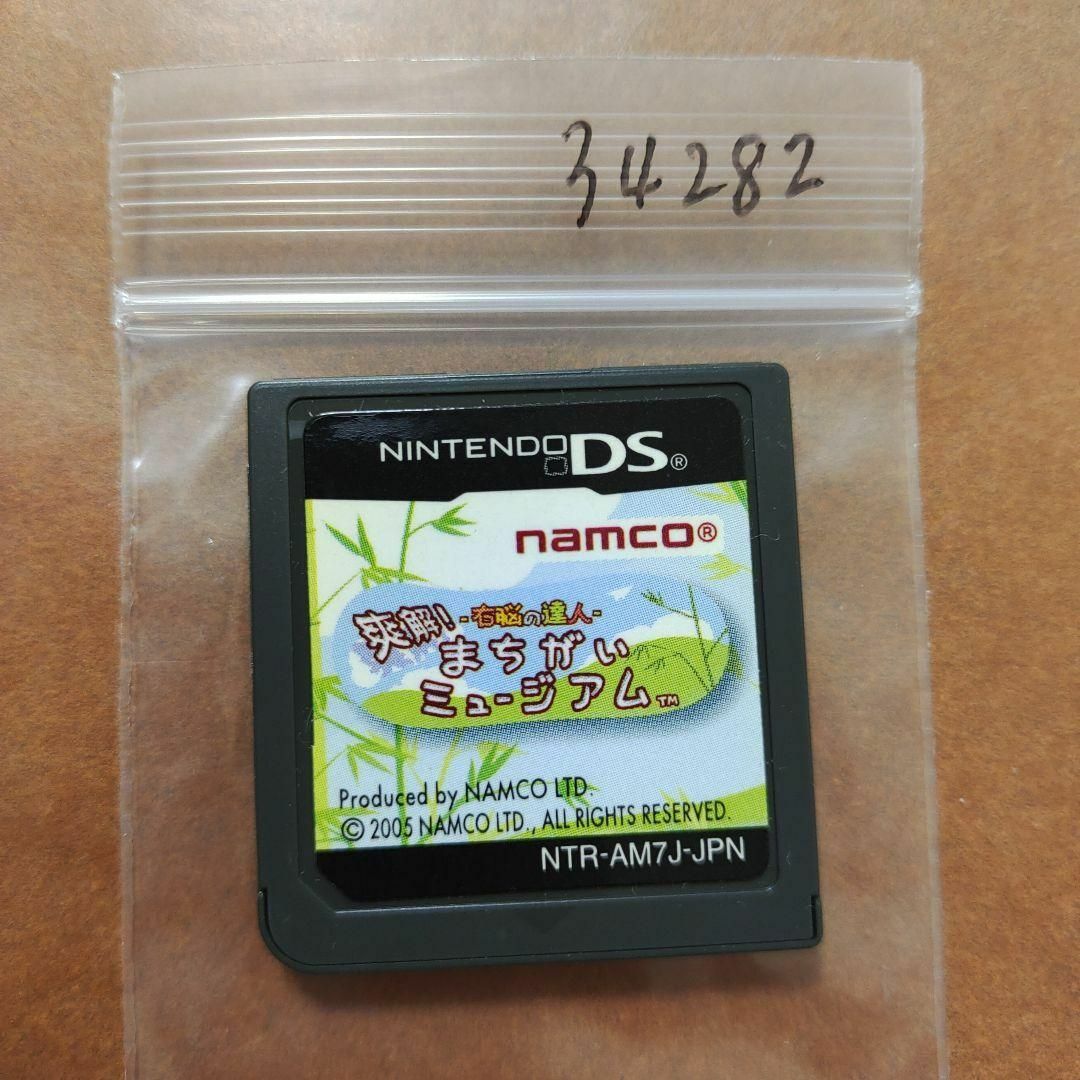 34282
NINTENDO DS®
namco®
爽解! -右脳の達人-
まちがい
ミュージアム™
Produced by NAMCO LTD.
© 2005 NAMCO LTD., ALL RIGHTS RESERVED.
NTR-AM7J-JPN